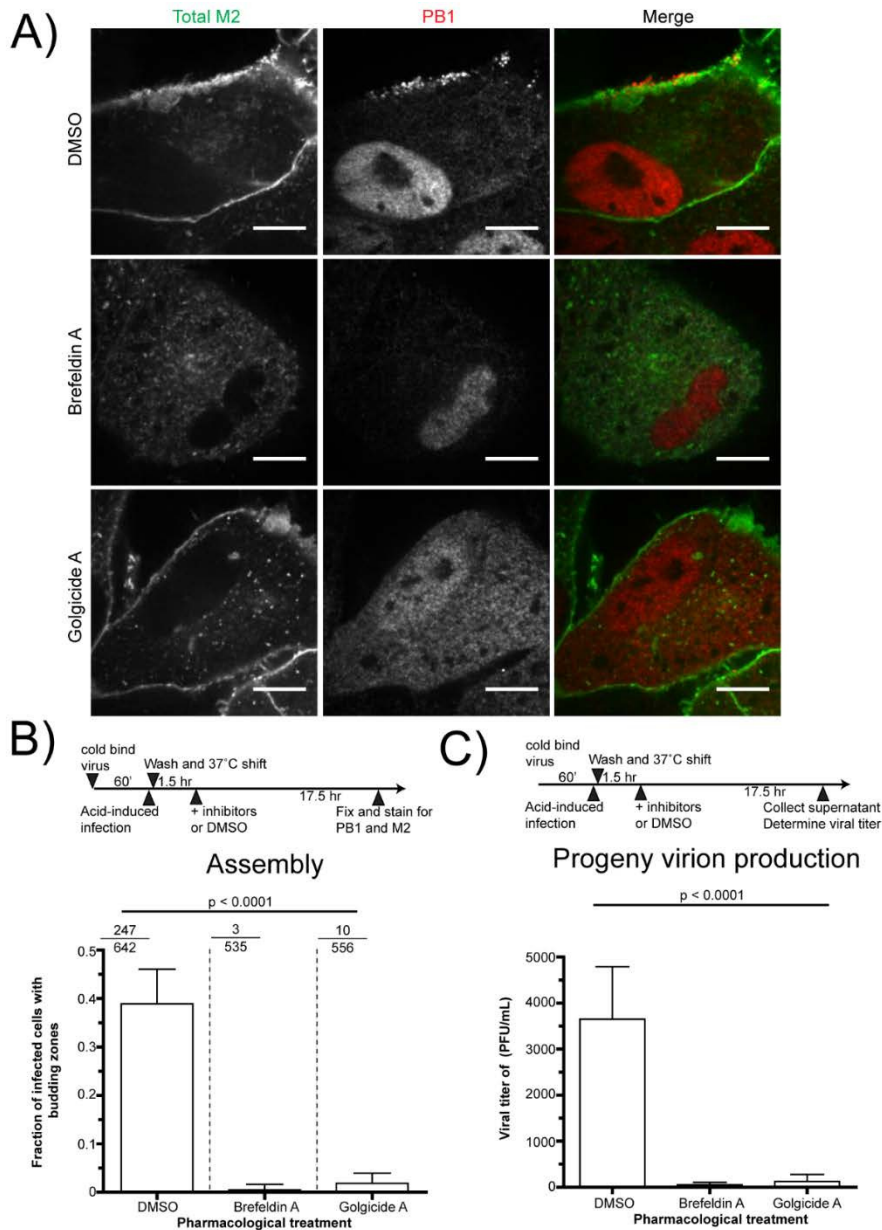 A)
Total M2
PB1
Merge
DMSO
Brefeldin A
Golgicide A
B)
cold bind
virus
Wash and 37˚C shift
60'
1.5 hr
17.5 hr
Acid-induced
infection
+ inhibitors
or DMSO
Fix and stain for
PB1 and M2
Assembly
p < 0.0001
247
642
3
535
10
556
0.5
0.4
0.3
0.2
0.1
0
Fraction of infected cells with
budding zones
DMSO
Brefeldin A
Golgicide A
Pharmacological treatment
C)
cold bind
virus
Wash and 37˚C shift
60'
1.5 hr
17.5 hr
Acid-induced
infection
+ inhibitors
or DMSO
Collect supernatant
Determine viral titer
Progeny virion production
p < 0.0001
5000
4000
3000
2000
1000
0
Viral titer of (PFU/mL)
DMSO
Brefeldin A
Golgicide A
Pharmacological treatment